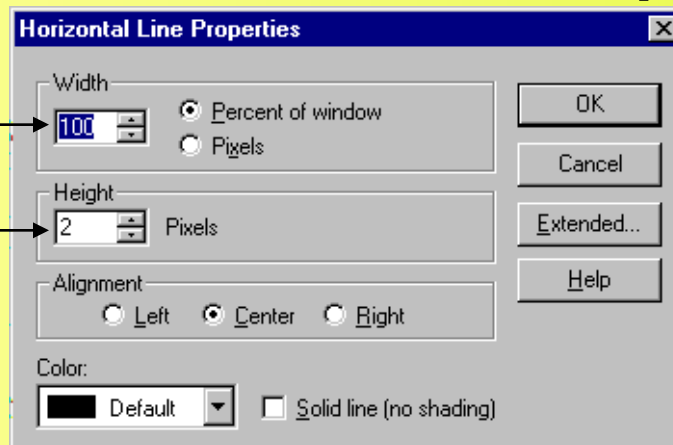 Horizontal Line Properties
Width
100
Percent of window
Pixels
OK
Cancel
Height
2 Pixels
Extended...
Help
Alignment
Left Center Right
Color:
Default
Solid line (no shading)